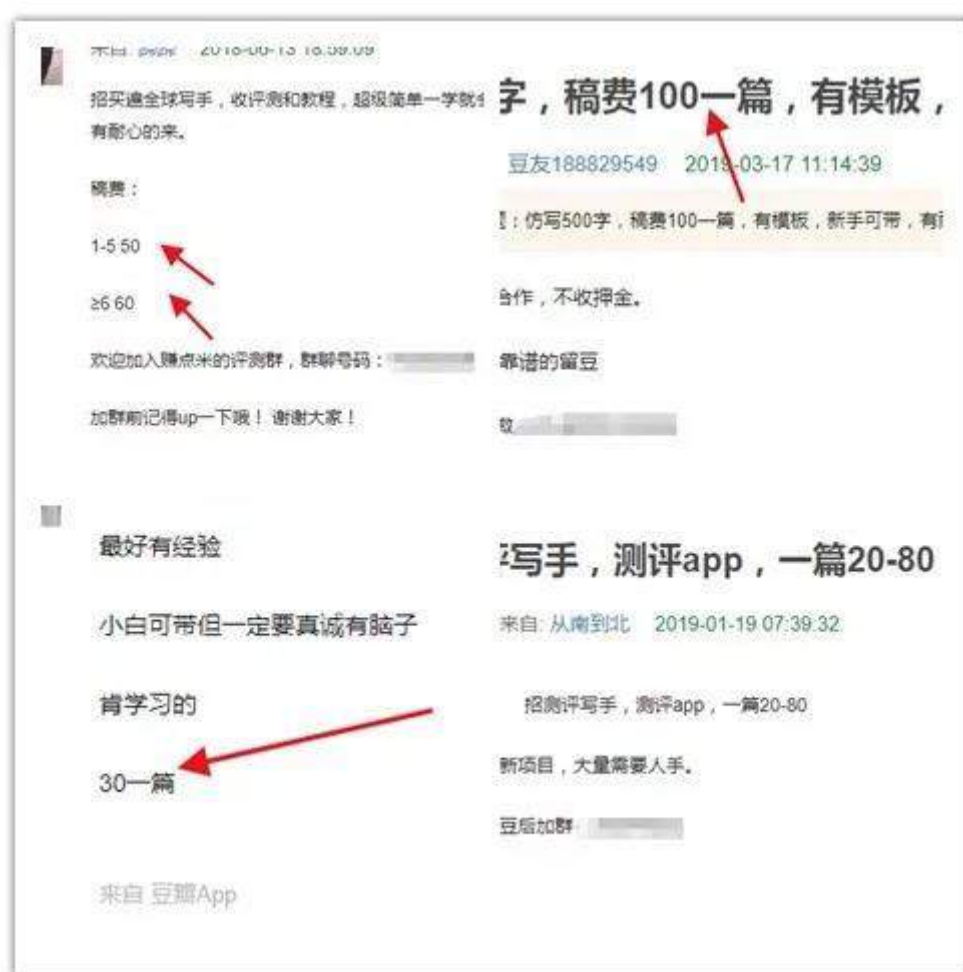 2018-06-13 18:59:09
招买遍全球写手，收评测和教程，超级简单一学就
有耐心的来。
稿费：
1-5 50
≥6 60
欢迎加入赚点米的评测群，群聊号码：
加群前记得up一下哦！谢谢大家！
字，稿费100一篇，有模板，
豆友188829549 2019-03-17 11:14:39
：仿写500字，稿费100一篇，有模板，新手可带，有
合作，不收押金。
靠谱的留豆
最好有经验
小白可带但一定要真诚有脑子
肯学习的
30一篇
来自 豆瓣App
写手，测评app，一篇20-80
来自: 从南到北 2019-01-19 07:39:32
招测评写手，测评app，一篇20-80
新项目，大量需要人手。
豆后加群